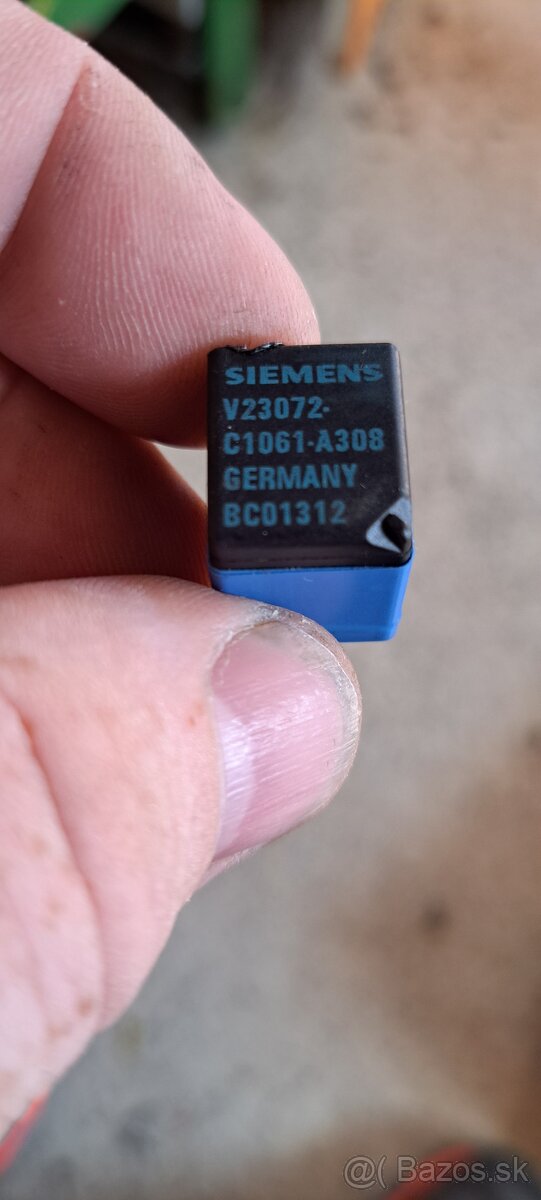 SIEMENS
V23072-
C1061-A308
GERMANY
BC01312
@( Bazos.sk